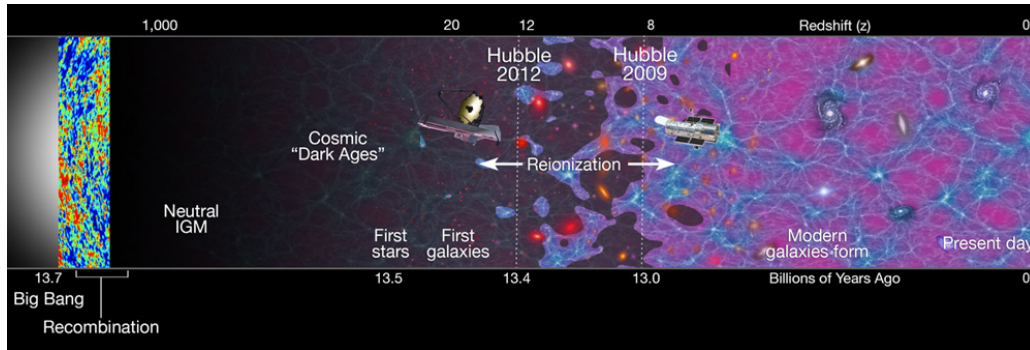 1,000
20
12
8
Redshift (z)
0
Hubble
2012
Hubble
2009
Cosmic
“Dark Ages”
Reionization
Neutral
IGM
First
stars
First
galaxies
Modern
galaxies form
Present day
13.7
13.5
13.4
13.0
Billions of Years Ago
0
Big Bang
Recombination